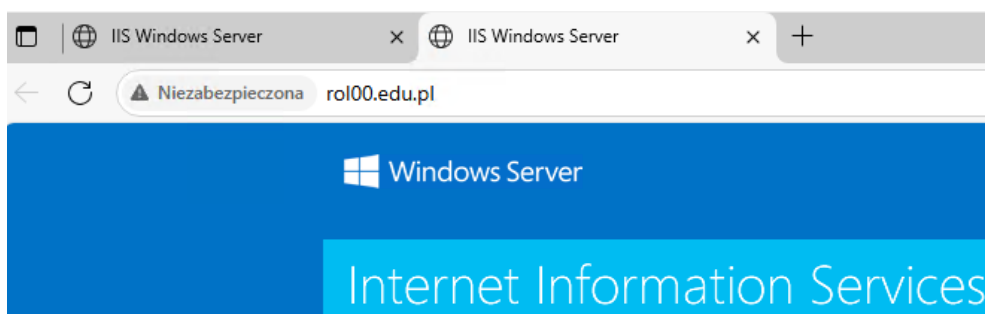 IIS Windows Server
IIS Windows Server
Niezabezpieczona rol00.edu.pl
Windows Server
Internet Information Services